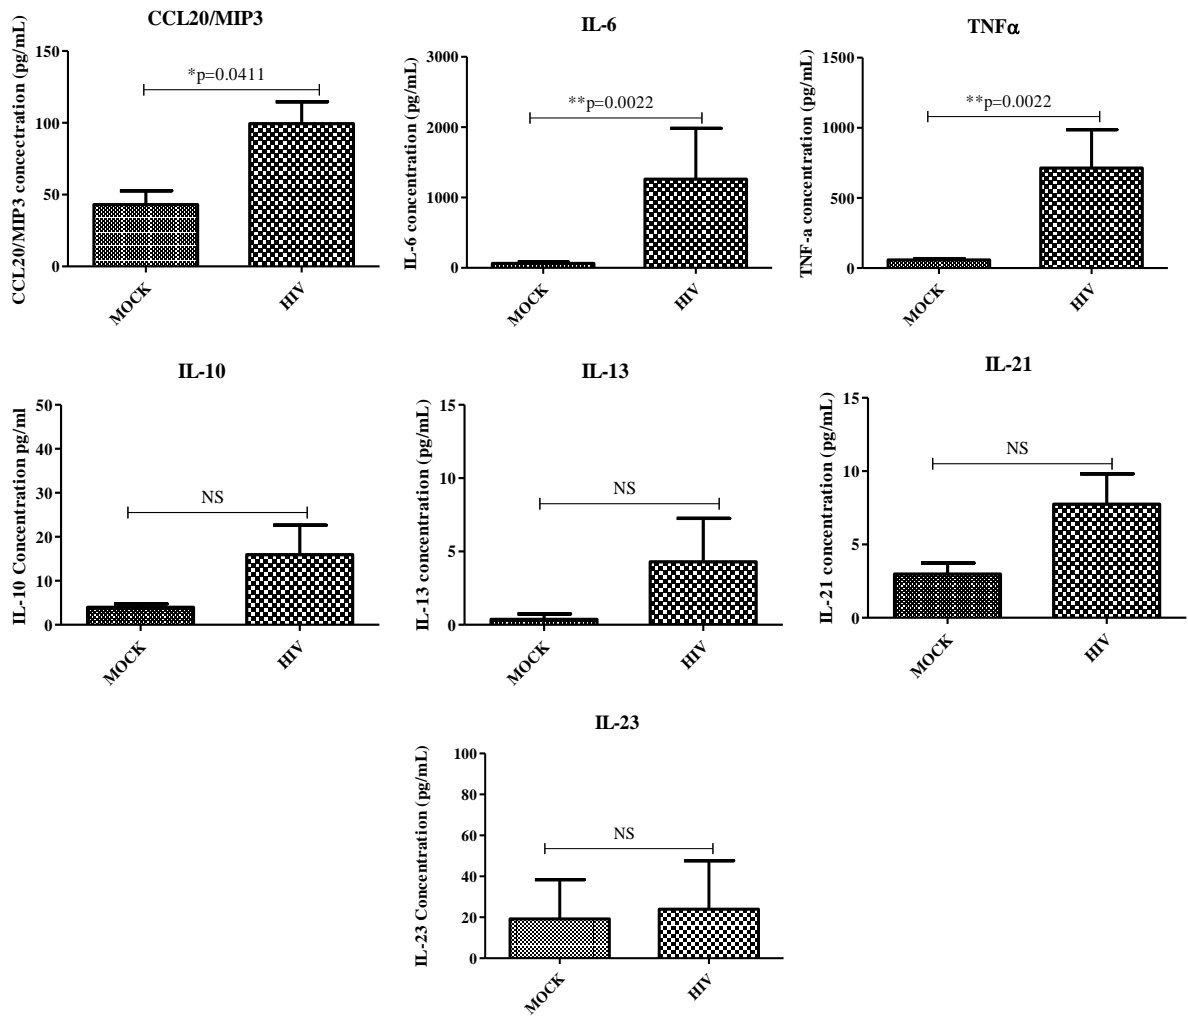 CCL20/MIP3
CCL20/MIP3 concectration (pg/mL)
150
100
50
0
*p=0.0411
MOCK
HIV
IL-6
IL-6 concentration (pg/mL)
3000
2000
1000
0
**p=0.0022
MOCK
HIV
TNFα
TNF-a concentration (pg/mL)
1500
1000
500
0
**p=0.0022
MOCK
HIV
IL-10
IL-10 Concentration pg/ml
50
40
30
20
10
0
NS
MOCK
HIV
IL-13
IL-13 concentration (pg/mL)
15
10
5
0
NS
MOCK
HIV
IL-21
IL-21 concentration (pg/mL)
15
10
5
0
NS
MOCK
HIV
IL-23
IL-23 Concentration (pg/mL)
100
80
60
40
20
0
NS
MOCK
HIV